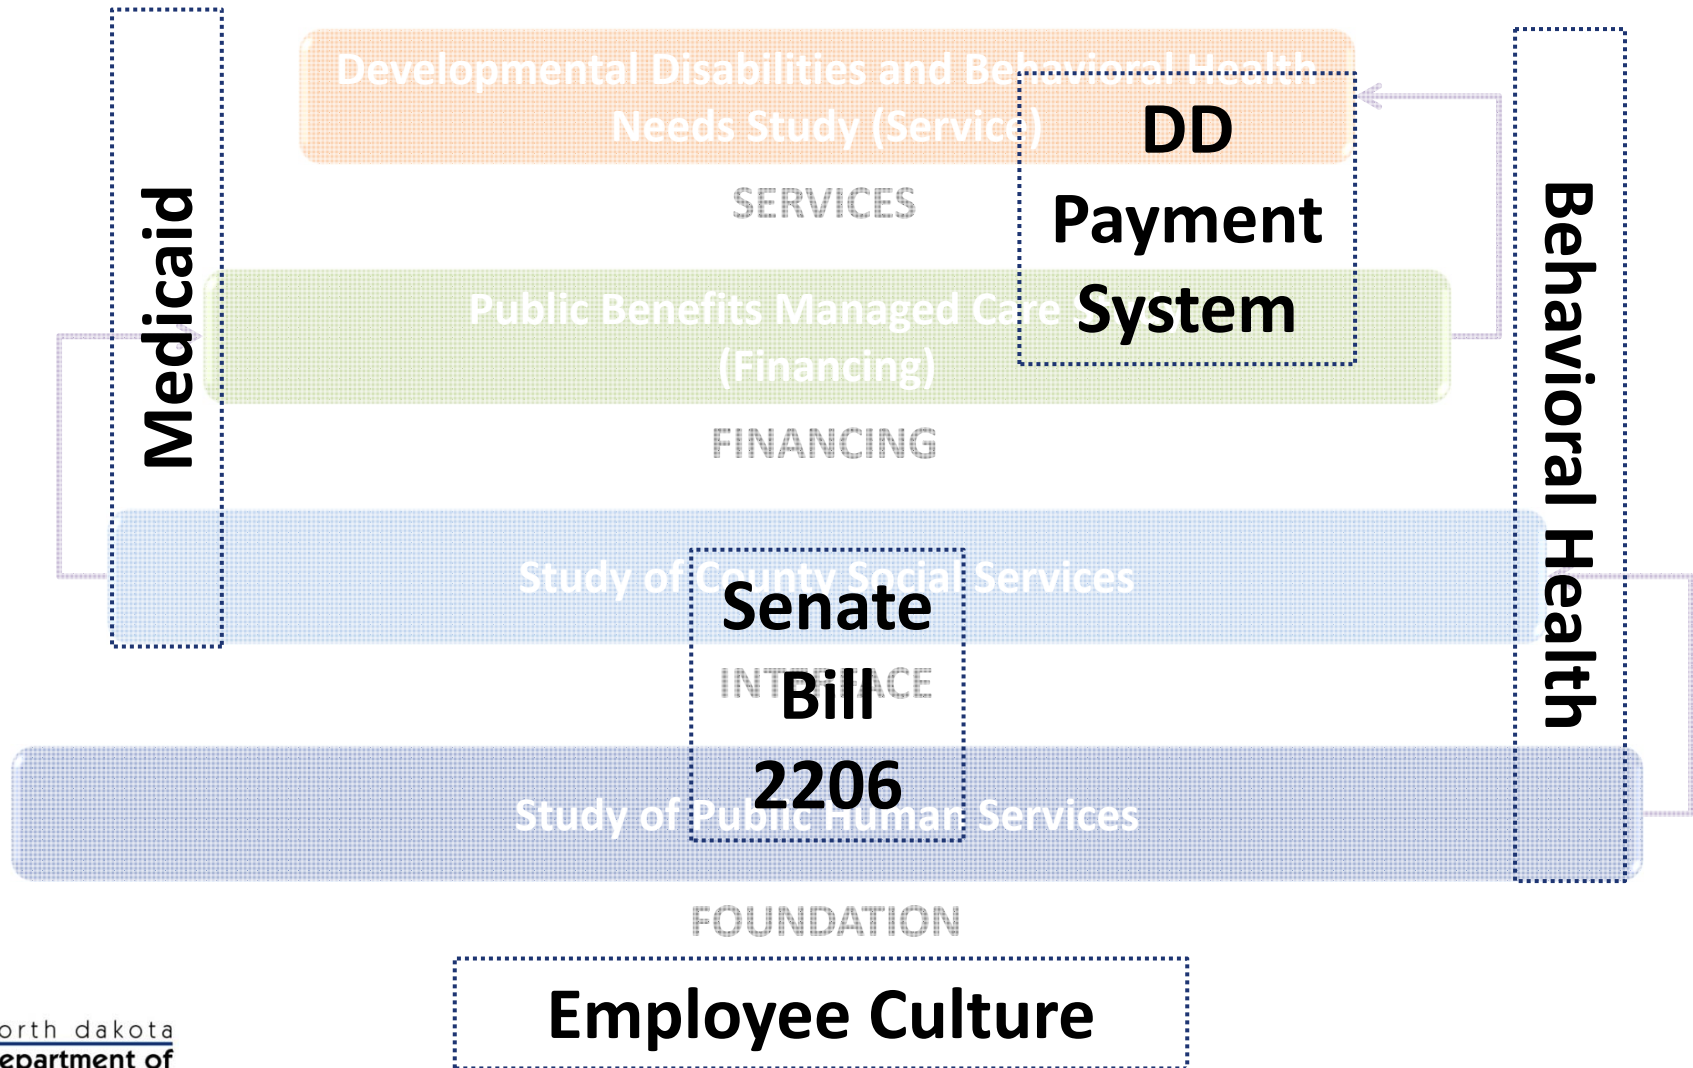 Developmental Disabilities and Behavioral Health
Needs Study (Service)
DD
Payment
System
SERVICES
Medicaid
Behavioral Health
Public Benefits Managed Care
(Financing)
FINANCING
Study of County Social Services
Senate
Bill
2206
INTERFACE
Study of Public Human Services
FOUNDATION
Employee Culture
orth dakota
epartment of